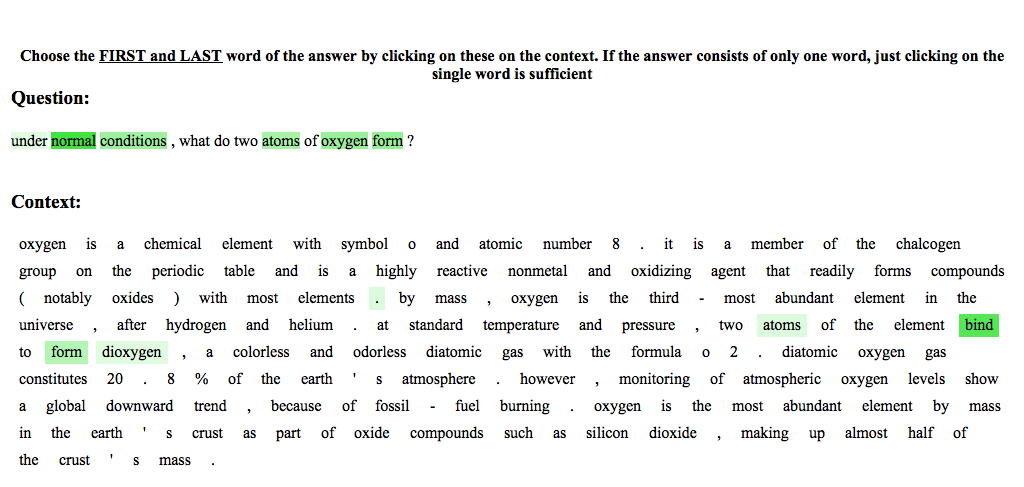 Choose the FIRST and LAST word of the answer by clicking on these on the context. If the answer consists of only one word, just clicking on the
single word is sufficient
Question:
under normal conditions , what do two atoms of oxygen form ?
Context:
oxygen is a chemical element with symbol o and atomic number 8 . it is a member of the chalcogen
group on the periodic table and is a highly reactive nonmetal and oxidizing agent that readily forms compounds
( notably oxides ) with most elements . by mass , oxygen is the third - most abundant element in the
universe , after hydrogen and helium . at standard temperature and pressure , two atoms of the element bind
to form dioxygen , a colorless and odorless diatomic gas with the formula o 2 . diatomic oxygen gas
constitutes 20 . 8 % of the earth ' s atmosphere . however , monitoring of atmospheric oxygen levels show
a global downward trend , because of fossil - fuel burning . oxygen is the most abundant element by mass
in the earth ' s crust as part of oxide compounds such as silicon dioxide , making up almost half of
the crust ' s mass .